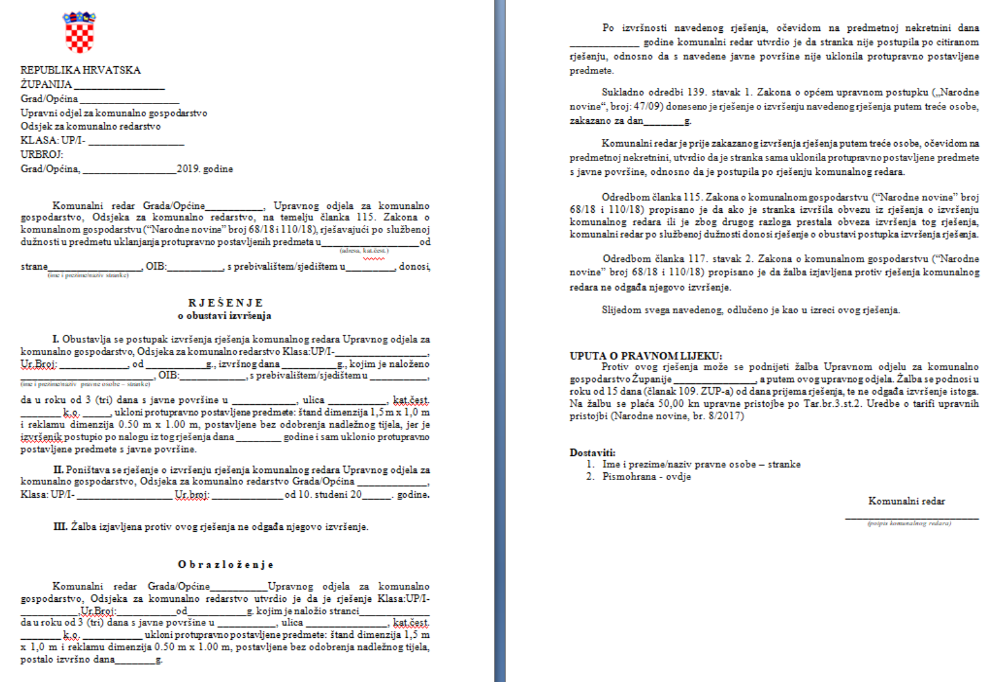 REPUBLIKA HRVATSKA
ŽUPANIJA ________________
Grad/Općina __________________
Upravni odjel za komunalno gospodarstvo
Odsjek za komunalno redarstvo
KLASA: UP/I- _________________
URBROJ:
Grad/Općina, _________________2019. godine
Komunalni redar Grada/Općine__________, Upravnog odjela za komunalno
gospodarstvo, Odsjeka za komunalno redarstvo, na temelju članka 115. Zakona o
komunalnom gospodarstvu (“Narodne novine” broj 68/18 i 110/18), rješavajući po službenoj
dužnosti u predmetu uklanjanja protupravno postavljenih predmeta u_________________od
(adresa, kat.čest.)
strane________________, OIB:__________, s prebivalištem/sjedištem u_________, donosi,
(ime i prezime/naziv stranke)
R J E Š E N J E
o obustavi izvršenja
I. Obustavlja se postupak izvršenja rješenja komunalnog redara Upravnog odjela za
komunalno gospodarstvo, Odsjeka za komunalno redarstvo Klasa:UP/I-________________,
Ur.Broj: ____________, od ___________g., izvršnog dana __________g., kojim je naloženo
________________________, OIB:____________, s prebivalištem/sjedištem u __________,
(ime i prezime/naziv pravne osobe – stranke)
da u roku od 3 (tri) dana s javne površine u ___________, ulica __________, kat.čest.
_______ k.o. _____, ukloni protupravno postavljene predmete: štand dimenzija 1,5 m x 1,0 m
i reklamu dimenzija 0.50 m x 1.00 m, postavljene bez odobrenja nadležnog tijela, jer je
izvršenik postupio po nalogu iz tog rješenja dana ________ godine i sam uklonio protupravno
postavljene predmete s javne površine.
II. Poništava se rješenje o izvršenju rješenja komunalnog redara Upravnog odjela za
komunalno gospodarstvo, Odsjeka za komunalno redarstvo Grada/Općina ____________,
Klasa: UP/I- _________________ Ur.broj: _____________ od 10. studeni 20_____. godine.
III. Žalba izjavljena protiv ovog rješenja ne odgađa njegovo izvršenje.
O b r a z l o ž e n j e
Komunalni redar Grada/Općine__________Upravnog odjela za komunalno
gospodarstvo, Odsjeka za komunalno redarstvo utvrdio je da je rješenje Klasa:UP/I-
__________,Ur.Broj:__________od__________g. kojim je naložio stranci____________
da u roku od 3 (tri) dana s javne površine u __________, ulica ______________, kat.čest.
_______ k.o. __________ ukloni protupravno postavljene predmete: štand dimenzija 1,5 m
x 1,0 m i reklamu dimenzija 0.50 m x 1.00 m, postavljene bez odobrenja nadležnog tijela,
postalo izvršno dana_______g.
Po izvršnosti navedenog rješenja, očevidom na predmetnoj nekretnini dana
____________ godine komunalni redar utvrdio je da stranka nije postupila po citiranom
rješenju, odnosno da s navedene javne površine nije uklonila protupravno postavljene
predmete.
Sukladno odredbi 139. stavak 1. Zakona o općem upravnom postupku („Narodne
novine“, broj: 47/09) doneseno je rješenje o izvršenju navedenog rješenja putem treće osobe,
zakazano za dan_______g.
Komunalni redar je prije zakazanog izvršenja rješenja putem treće osobe, očevidom na
predmetnoj nekretnini, utvrdio da je stranka sama uklonila protupravno postavljene predmete
s javne površine, odnosno da je postupila po rješenju komunalnog redara.
Odredbom članka 115. Zakona o komunalnom gospodarstvu (“Narodne novine” broj
68/18 i 110/18) propisano je da ako je stranka izvršila obvezu iz rješenja o izvršenju
komunalnog redara ili je zbog drugog razloga prestala obveza izvršenja tog rješenja,
komunalni redar po službenoj dužnosti donosi rješenje o obustavi postupka izvršenja rješenja.
Odredbom članka 117. stavak 2. Zakona o komunalnom gospodarstvu (“Narodne
novine” broj 68/18 i 110/18) propisano je da žalba izjavljena protiv rješenja komunalnog
redara ne odgađa njegovo izvršenje.
Slijedom svega navedenog, odlučeno je kao u izreci ovog rješenja.
UPUTA O PRAVNOM LIJEKU:
Protiv ovog rješenja može se podnijeti žalba Upravnom odjelu za komunalno
gospodarstvo Županije ______________, a putem ovog upravnog odjela. Žalba se podnosi u
roku od 15 dana (članak 109. ZUP-a) od dana prijema rješenja, te ne odgađa izvršenje istoga.
Na žalbu se plaća 50,00 kn upravne pristojbe po Tar.br.3.st.2. Uredbe o tarifi upravnih
pristojbi (Narodne novine, br. 8/2017)
Dostaviti:
1. Ime i prezime/naziv pravne osobe – stranke
2. Pismohrana - ovdje
Komunalni redar
________________________
(potpis komunalnog redara)